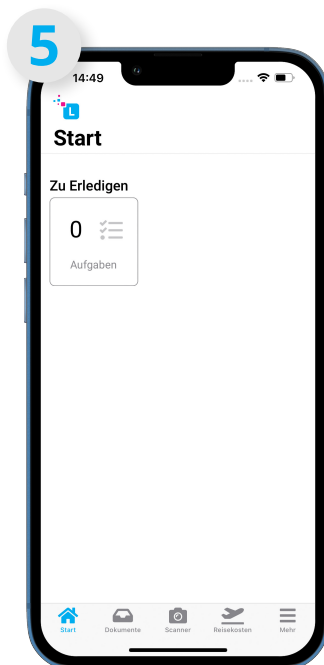 5
14:49
L
Start
Zu Erledigen
0
Aufgaben
Start Dokumente Scanner Reisekosten Mehr